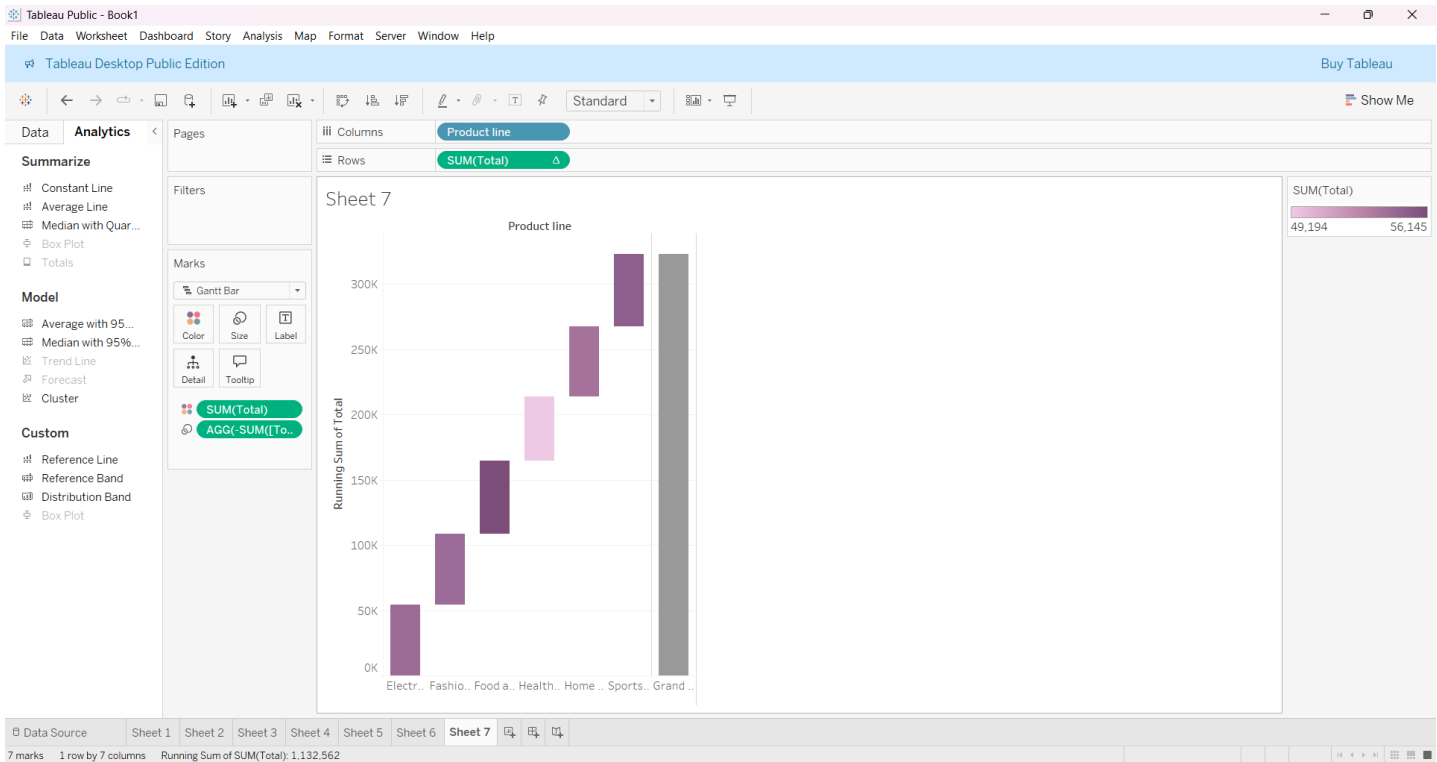 Tableau Public - Book1
File Data Worksheet Dashboard Story Analysis Map Format Server Window Help
Tableau Desktop Public Edition Buy Tableau
Standard Show Me
Data Analytics
Summarize
Constant Line
Average Line
Median with Quar...
Box Plot
Totals
Model
Average with 95...
Median with 95%...
Trend Line
Forecast
Cluster
Custom
Reference Line
Reference Band
Distribution Band
Box Plot
Pages
Filters
Marks
Gantt Bar
Color Size T Label
Detail Tooltip
SUM(Total)
AGG(-SUM([To..
Columns Product line
Rows SUM(Total) Δ
Sheet 7
Product line
Running Sum of Total
300K
250K
200K
150K
100K
50K
0K
Electr.. Fashio.. Food a.. Health.. Home .. Sports.. Grand ..
SUM(Total)
49,194 56,145
Data Source Sheet 1 Sheet 2 Sheet 3 Sheet 4 Sheet 5 Sheet 6 Sheet 7
7 marks 1 row by 7 columns Running Sum of SUM(Total): 1,132,562